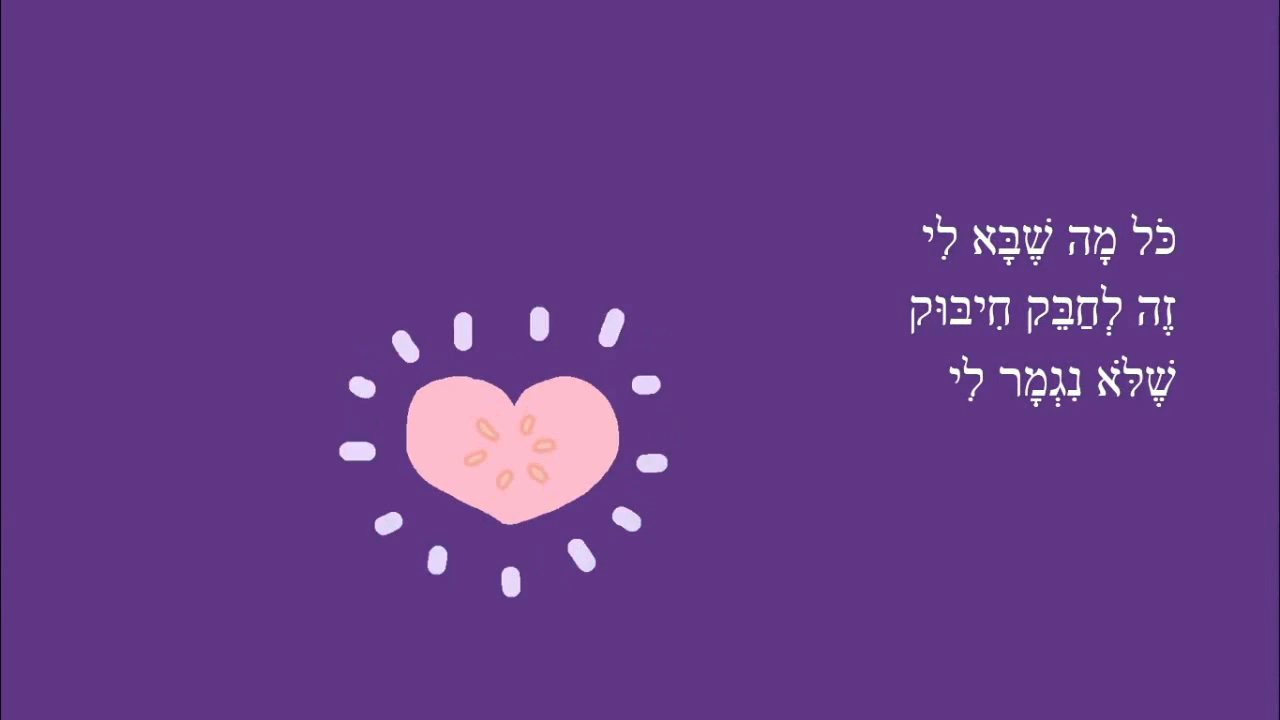 כֹּל מָה שֶׁבָּא לִי
זֶה לְחַבֵּק חִיבּוּק
שֶׁלֹּא נִגְמָר לִי